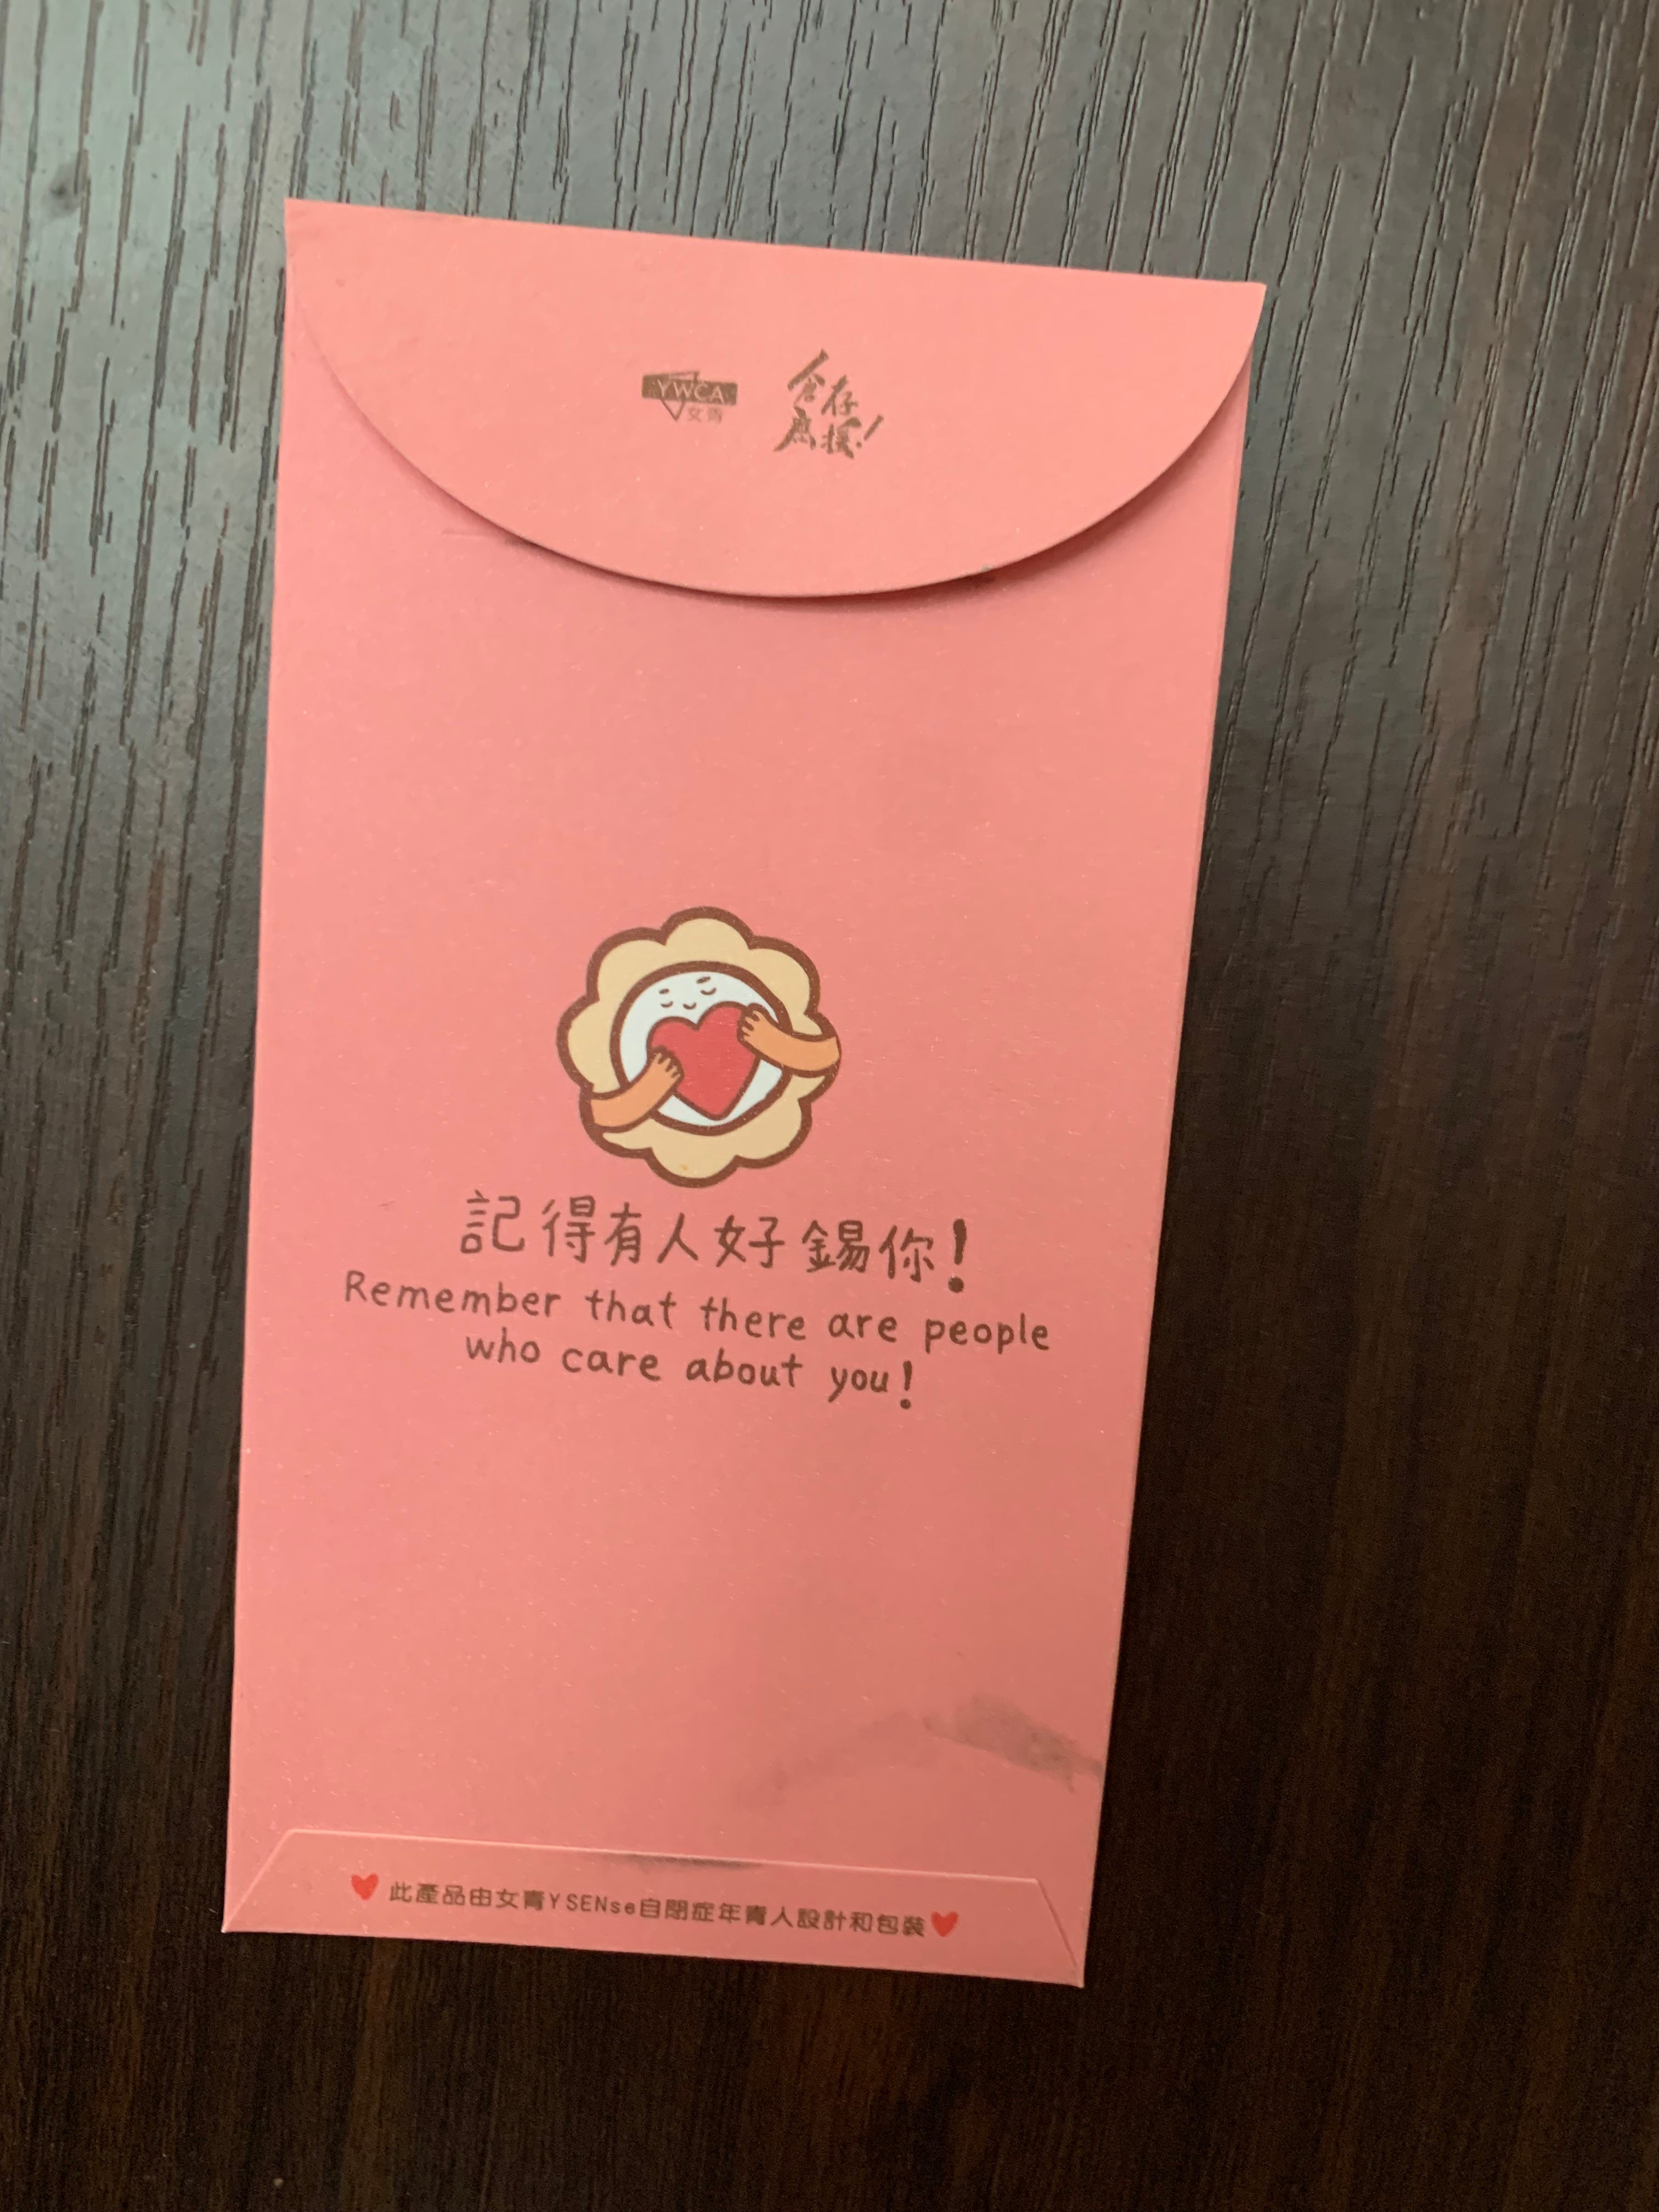 YWCA
女青
記得有人好錫你!
Remember that there are people
who care about you!
此產品由女青YSENse自閉症年青人設計和包裝